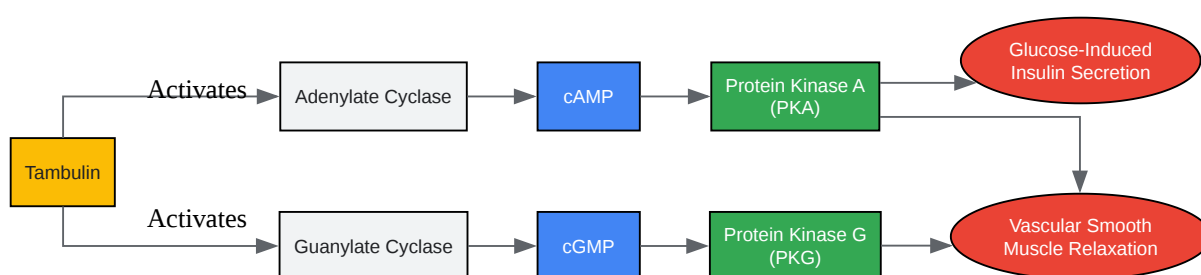 Glucose-Induced
Insulin Secretion
Activates
Adenylate Cyclase
cAMP
Protein Kinase A
(PKA)
Tambulin
Activates
Guanylate Cyclase
cGMP
Protein Kinase G
(PKG)
Vascular Smooth
Muscle Relaxation